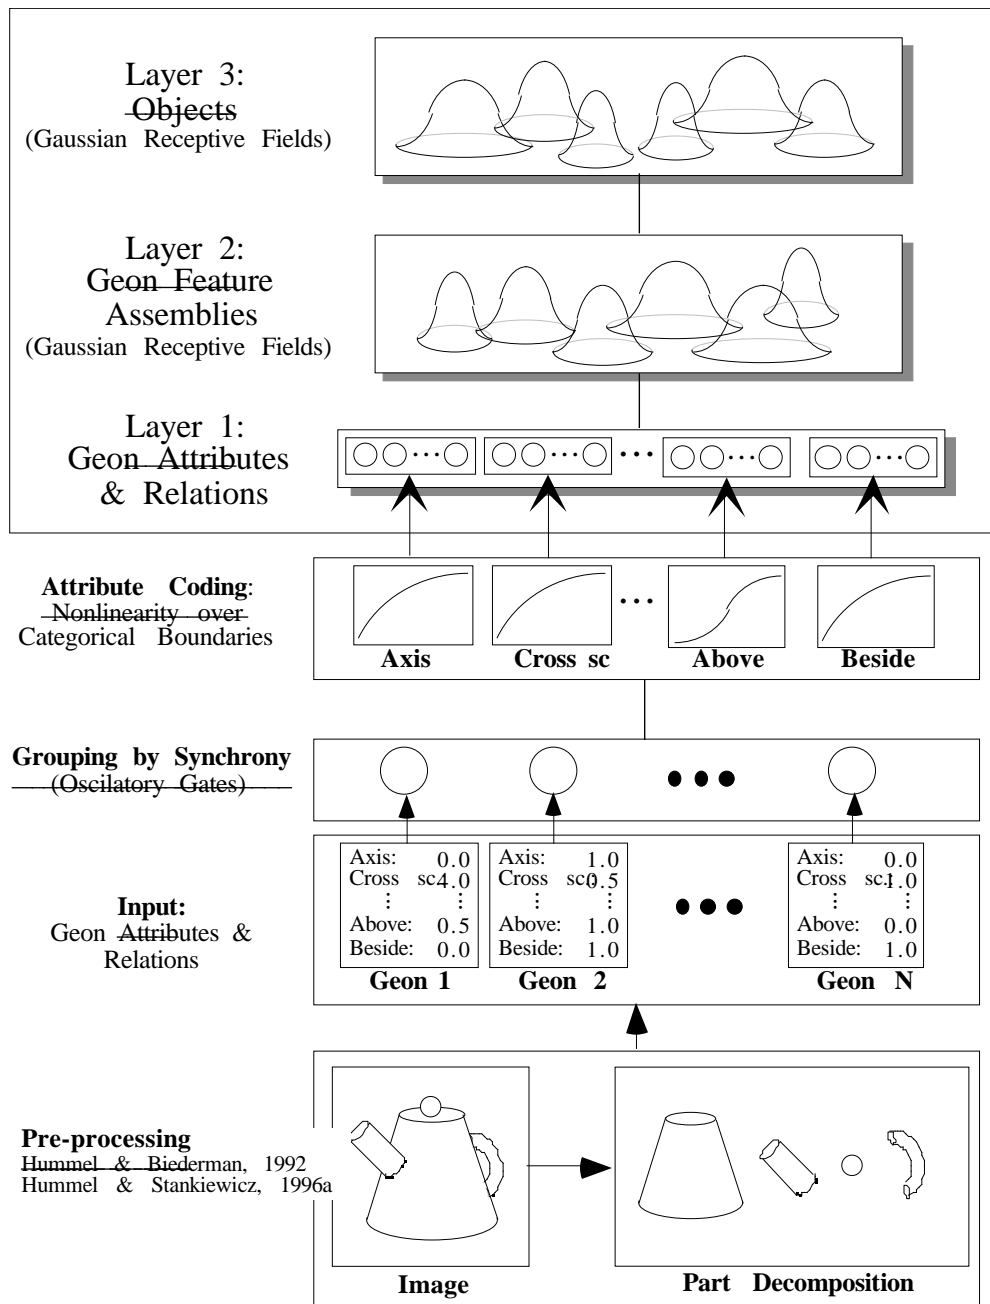 Layer 3:
Objects
(Gaussian Receptive Fields)
Layer 2:
Geon Feature
Assemblies
(Gaussian Receptive Fields)
Layer 1:
Geon Attributes
& Relations
Attribute Coding:
Nonlinearity over
Categorical Boundaries
Axis
Cross sc
Above
Beside
Grouping by Synchrony
(Oscilatory Gates)
Input:
Geon Attributes &
Relations
Axis: 0.0
Cross sc. 4.0
Above: 0.5
Beside: 0.0
Geon 1
Axis: 1.0
Cross sc. 0.5
Above: 1.0
Beside: 1.0
Geon 2
Axis: 0.0
Cross sc.: 1.0
Above: 0.0
Beside: 1.0
Geon N
Pre-processing
Hummel & Biederman, 1992
Hummel & Stankiewicz, 1996a
Image
Part Decomposition